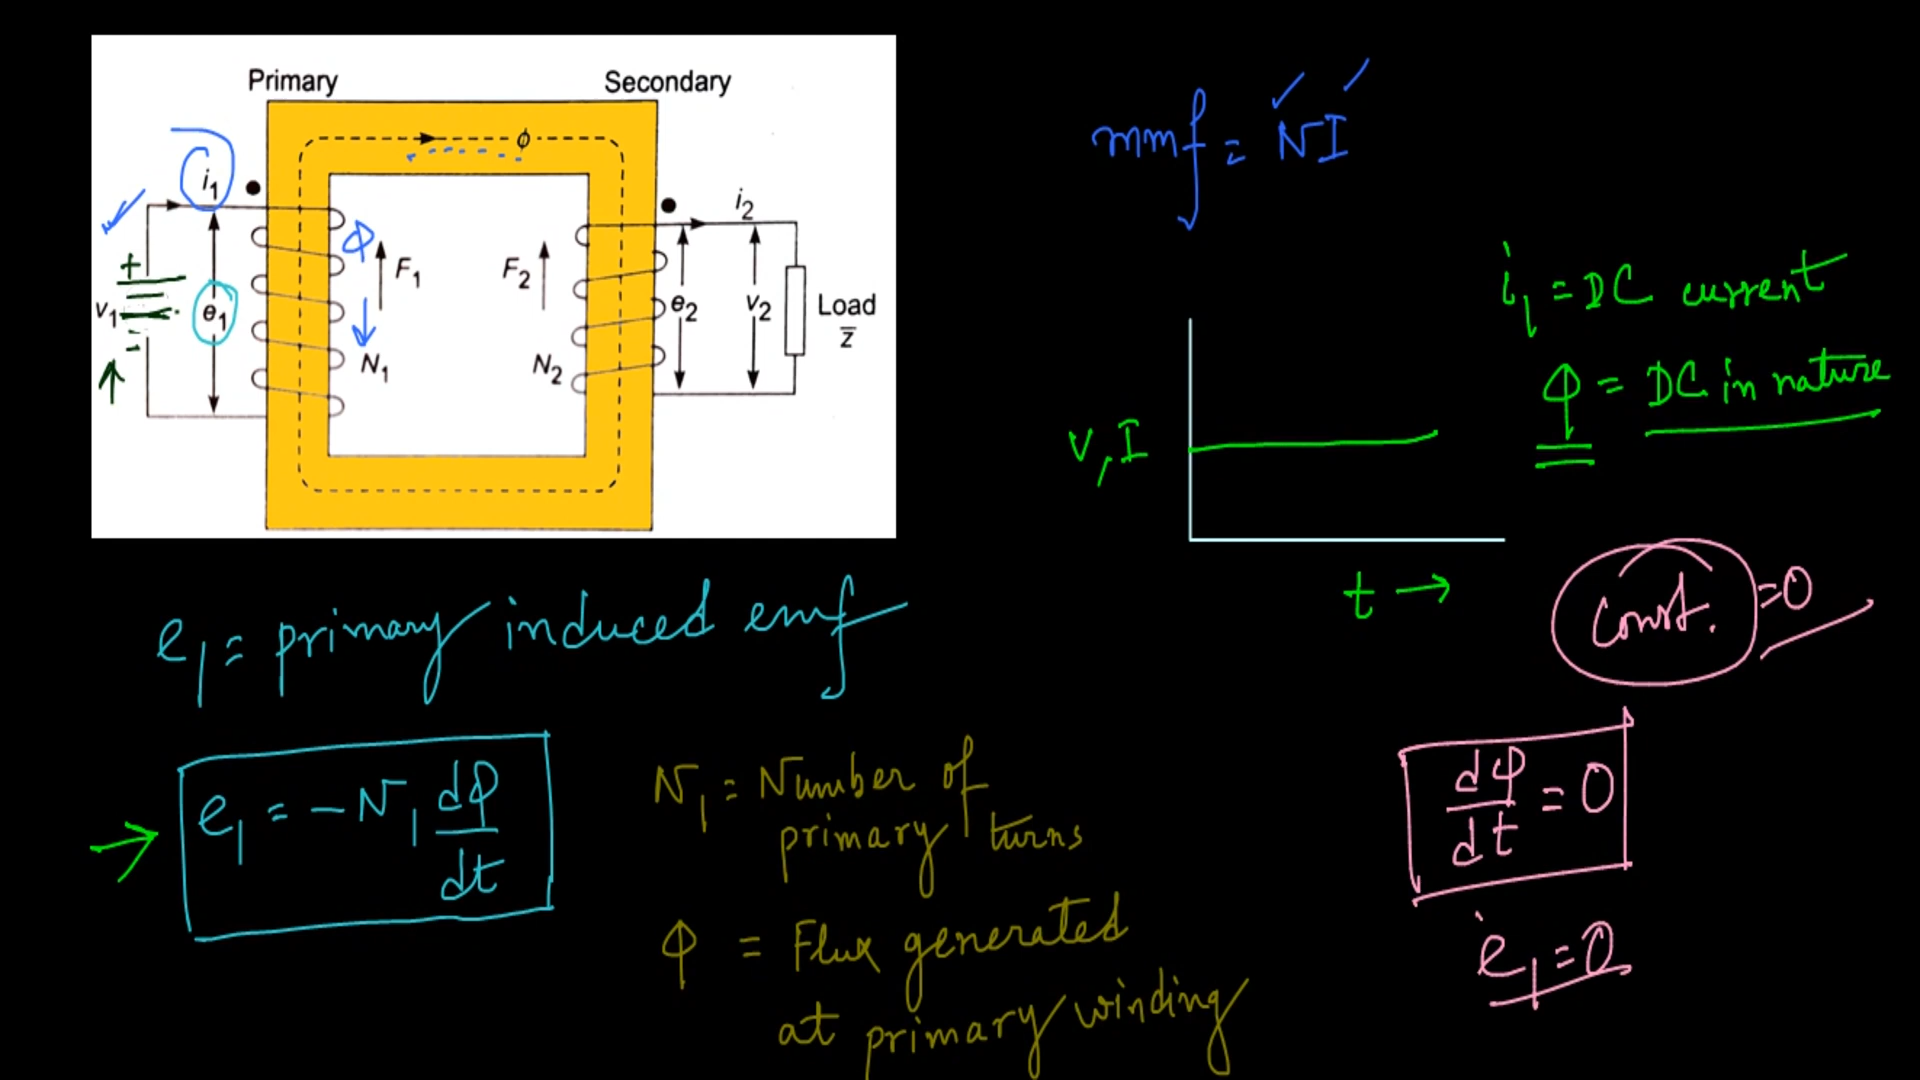 Primary
Secondary
ϕ
i1
i2
ϕ
F1
F2
+
v1
e1
e2
v2
Load
z̅
-
N1
N2
mmf = NI
i1 = DC current
ϕ = DC in nature
V, I
t →
Const. = 0
e1 = primary induced emf
e1 = - N1 dϕ/dt
N1 = Number of
primary turns
ϕ = Flux generated
at primary winding
dϕ/dt = 0
e1 = 0